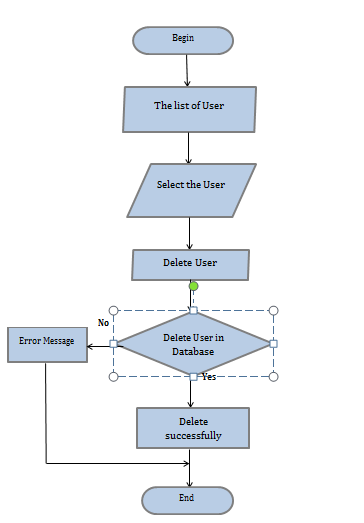 Begin
The list of User
Select the User
Delete User
No
Error Message
Delete User in
Database
Yes
Delete
successfully
End